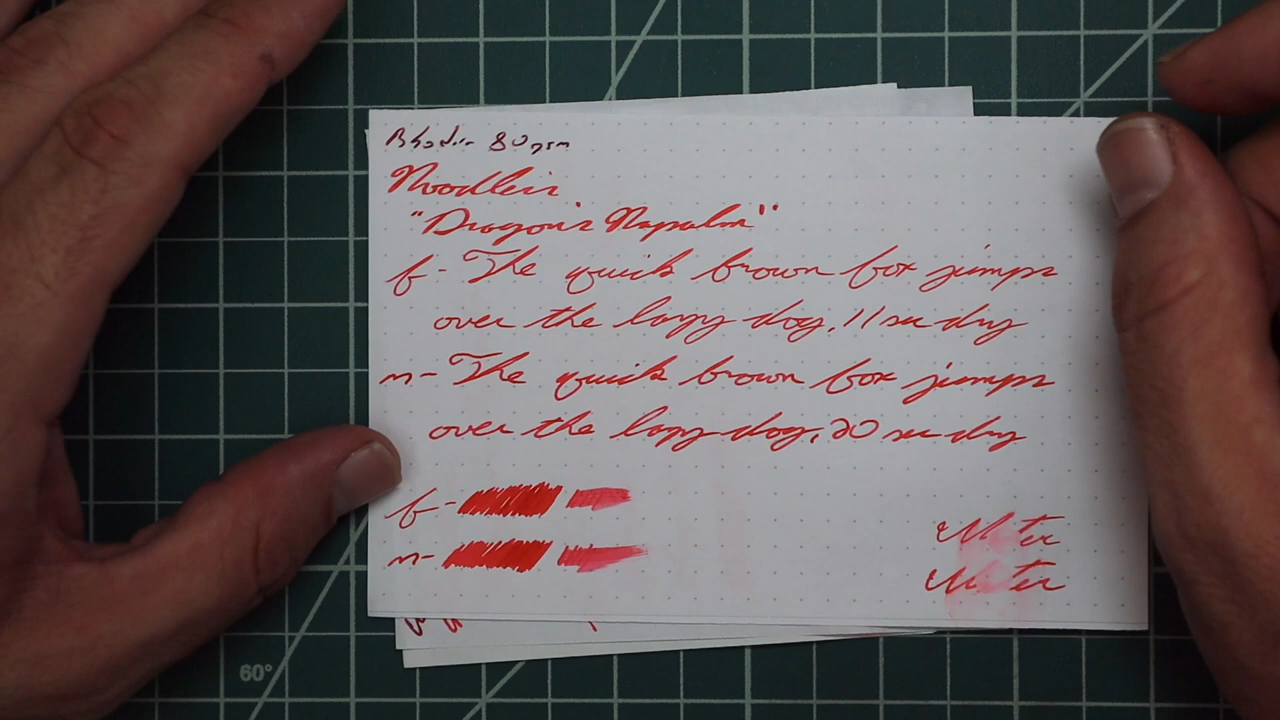 Rhodia 80gsm
Noodler's
"Dragon's Napalm"
f- The quick brown fox jumps
over the lazy dog. 11 sec dry
m- The quick brown fox jumps
over the lazy dog. 20 sec dry
f-
m-
Water
Water
60°